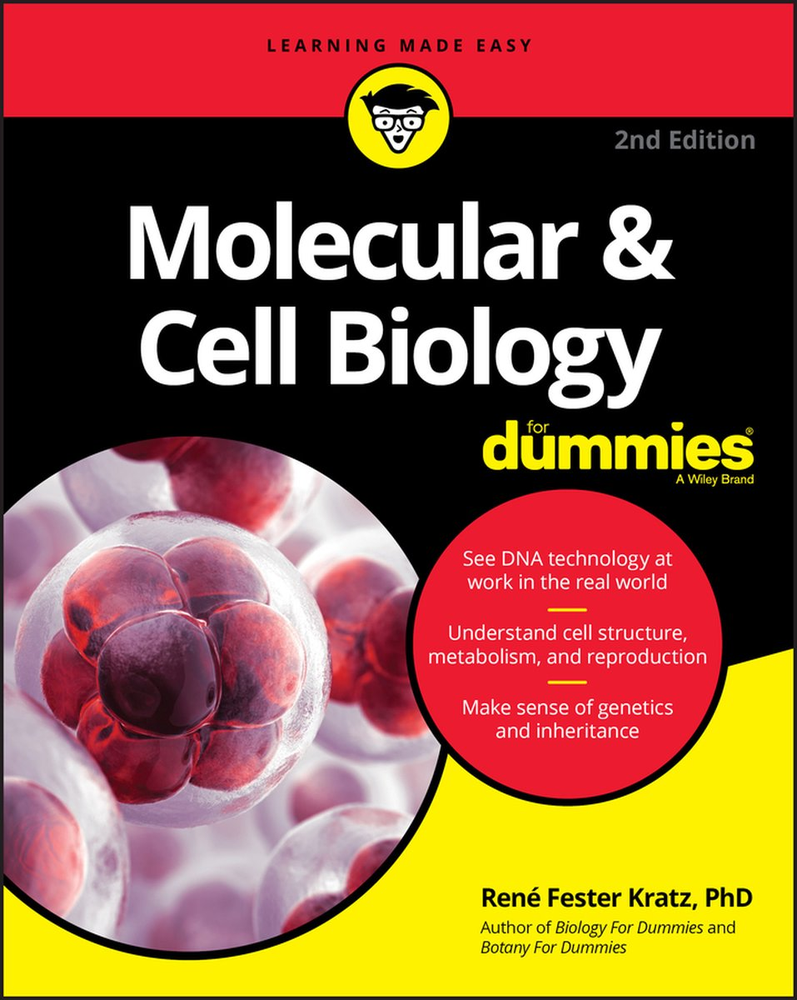 LEARNING MADE EASY
2nd Edition
Molecular &
Cell Biology
for
dummies®
A Wiley Brand
See DNA technology at
work in the real world
Understand cell structure,
metabolism, and reproduction
Make sense of genetics
and inheritance
René Fester Kratz, PhD
Author of Biology For Dummies and
Botany For Dummies